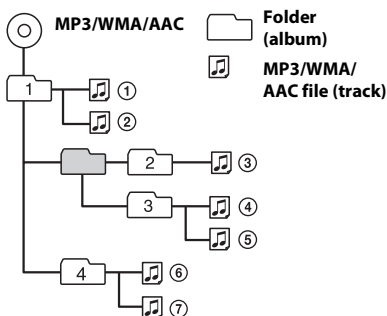 MP3/WMA/AAC
Folder
(album)
MP3/WMA/
AAC file (track)
1
①
②
2
③
3
④
⑤
4
⑥
⑦